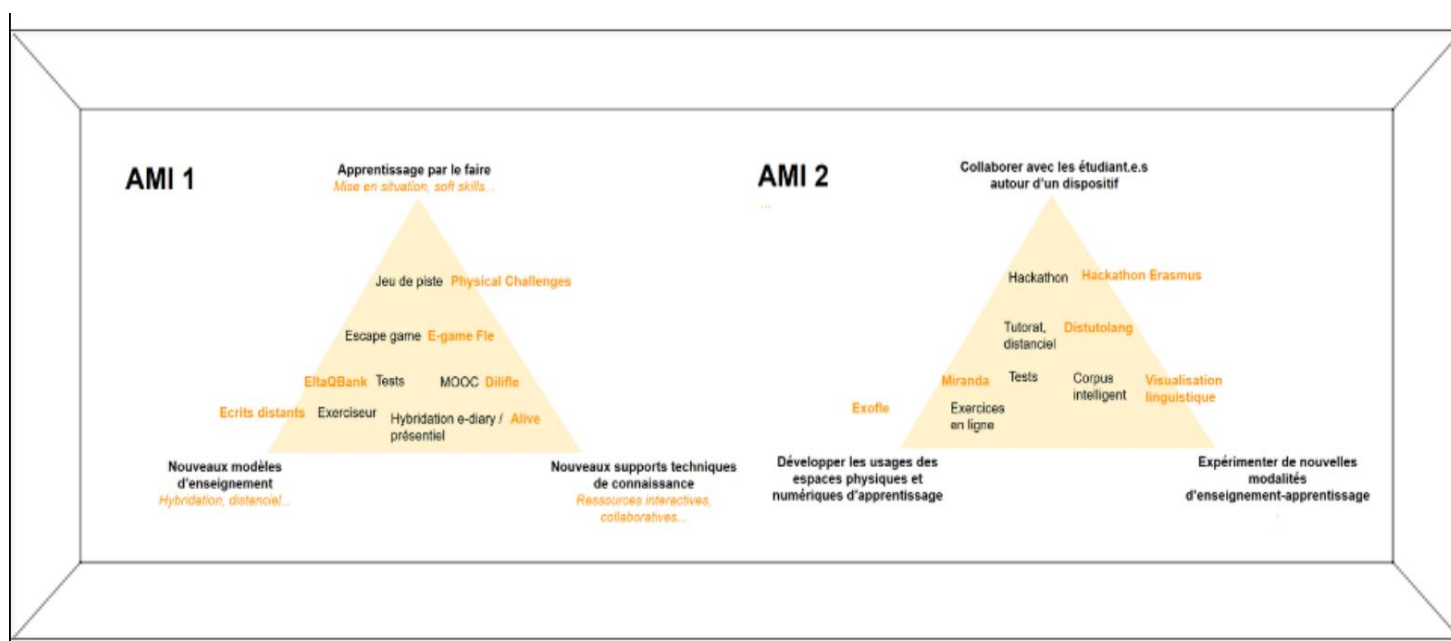 AMI 1
Apprentissage par le faire
Mise en situation, soft skills...
Jeu de piste Physical Challenges
Escape game E-game Fle
EltaQBank Tests MOOC Dilifle
Ecrits distants Exerciseur Hybridation e-diary / Alive
présentiel
Nouveaux modèles
d'enseignement
Hybridation, distanciel...
Nouveaux supports techniques
de connaissance
Ressources interactives,
collaboratives...
AMI 2
...
Collaborer avec les étudiant.e.s
autour d'un dispositif
Hackathon Hackathon Erasmus
Tutorat, Distutolang
distanciel
Miranda Tests Corpus Visualisation
intelligent linguistique
Exofle Exercices
en ligne
Développer les usages des
espaces physiques et
numériques d'apprentissage
Expérimenter de nouvelles
modalités
d'enseignement-apprentissage